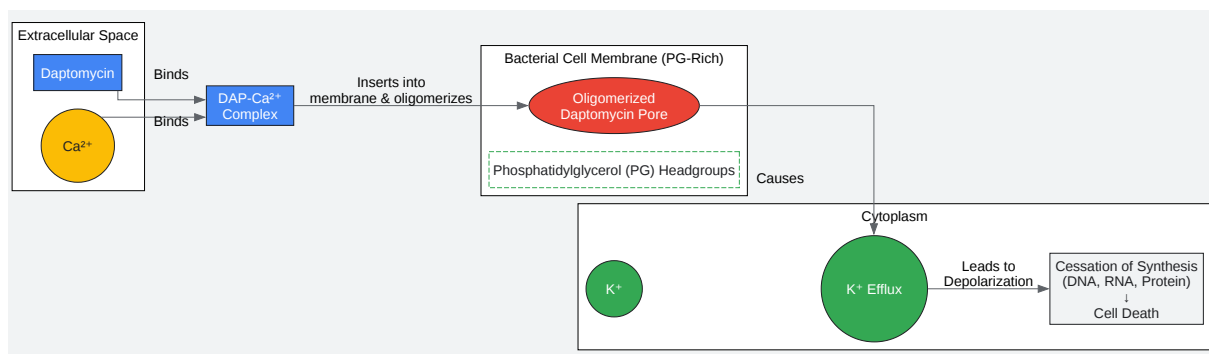 Extracellular Space
Daptomycin
Ca²⁺
Binds
Binds
DAP-Ca²⁺
Complex
Inserts into
membrane & oligomerizes
Bacterial Cell Membrane (PG-Rich)
Oligomerized
Daptomycin Pore
Phosphatidylglycerol (PG) Headgroups
Causes
Cytoplasm
K⁺
K⁺ Efflux
Leads to
Depolarization
Cessation of Synthesis
(DNA, RNA, Protein)
↓
Cell Death